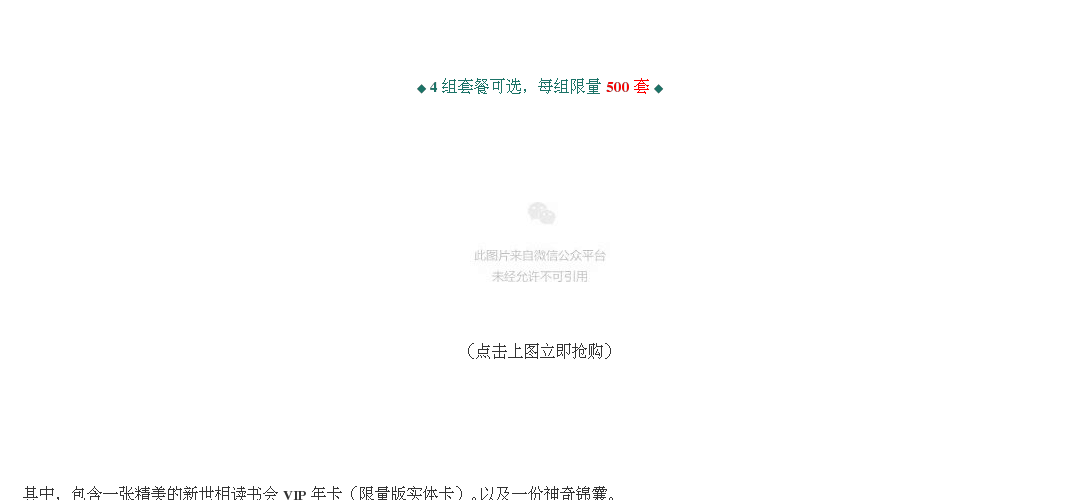 ◆ 4 组套餐可选，每组限量 500 套 ◆
此图片来自微信公众平台
未经允许不可引用
（点击上图立即抢购）
其中，包含一张精美的新世相读书会 VIP 年卡（限量版实体卡）。以及一份神奇锦囊。